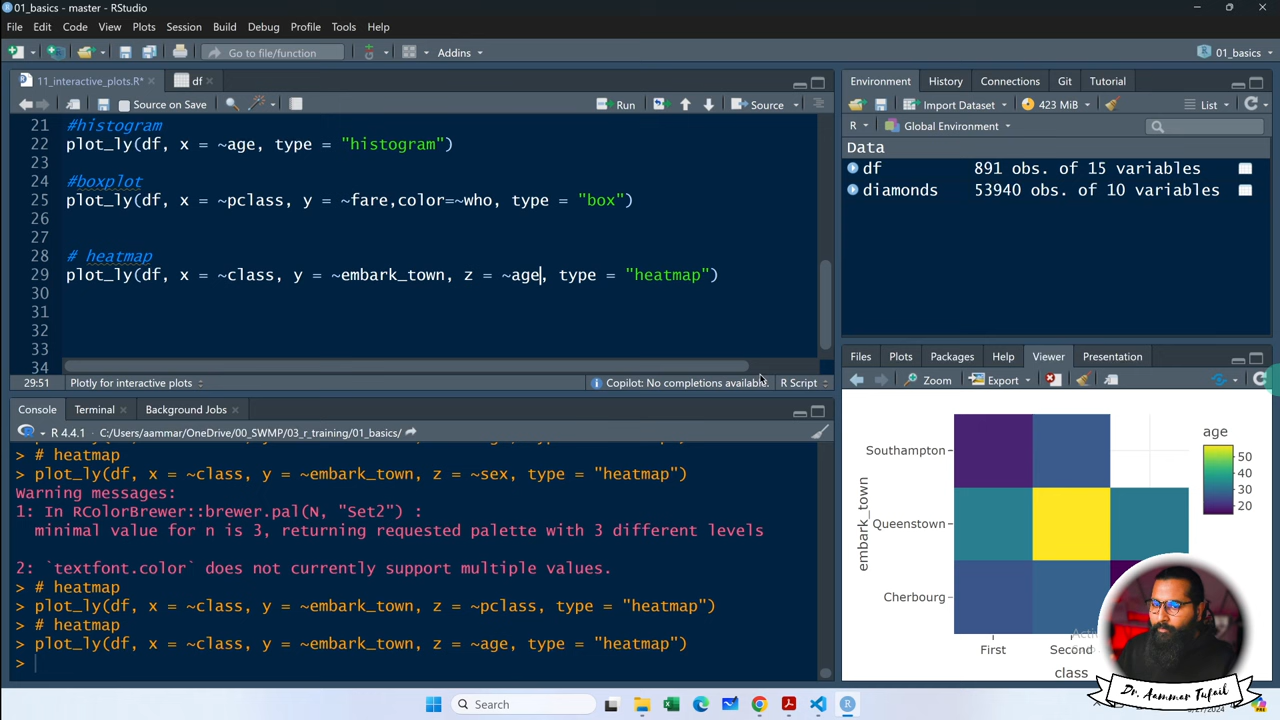 01_basics - master - RStudio
File Edit Code View Plots Session Build Debug Profile Tools Help
Go to file/function Addins 01_basics
11_interactive_plots.R* df
Source on Save Run Source
21 #histogram
22 plot_ly(df, x = ~age, type = "histogram")
23
24 #boxplot
25 plot_ly(df, x = ~pclass, y = ~fare,color=~who, type = "box")
26
27
28 # heatmap
29 plot_ly(df, x = ~class, y = ~embark_town, z = ~age, type = "heatmap")
30
31
32
33
34
29:51 Plotly for interactive plots Copilot: No completions available. R Script
Console Terminal Background Jobs
R 4.4.1 C:/Users/aammar/OneDrive/00_SWMP/03_r_training/01_basics/
> # heatmap
> plot_ly(df, x = ~class, y = ~embark_town, z = ~sex, type = "heatmap")
Warning messages:
1: In RColorBrewer::brewer.pal(N, "Set2") :
minimal value for n is 3, returning requested palette with 3 different levels
2: `textfont.color` does not currently support multiple values.
> # heatmap
> plot_ly(df, x = ~class, y = ~embark_town, z = ~pclass, type = "heatmap")
> # heatmap
> plot_ly(df, x = ~class, y = ~embark_town, z = ~age, type = "heatmap")
>
Environment History Connections Git Tutorial
Import Dataset 423 MiB List
R Global Environment
Data
df 891 obs. of 15 variables
diamonds 53940 obs. of 10 variables
Files Plots Packages Help Viewer Presentation
Zoom Export
age
50
40
30
20
Southampton
Queenstown
Cherbourg
embark_town
First Second
class
Dr. Aammar Tufail
Search